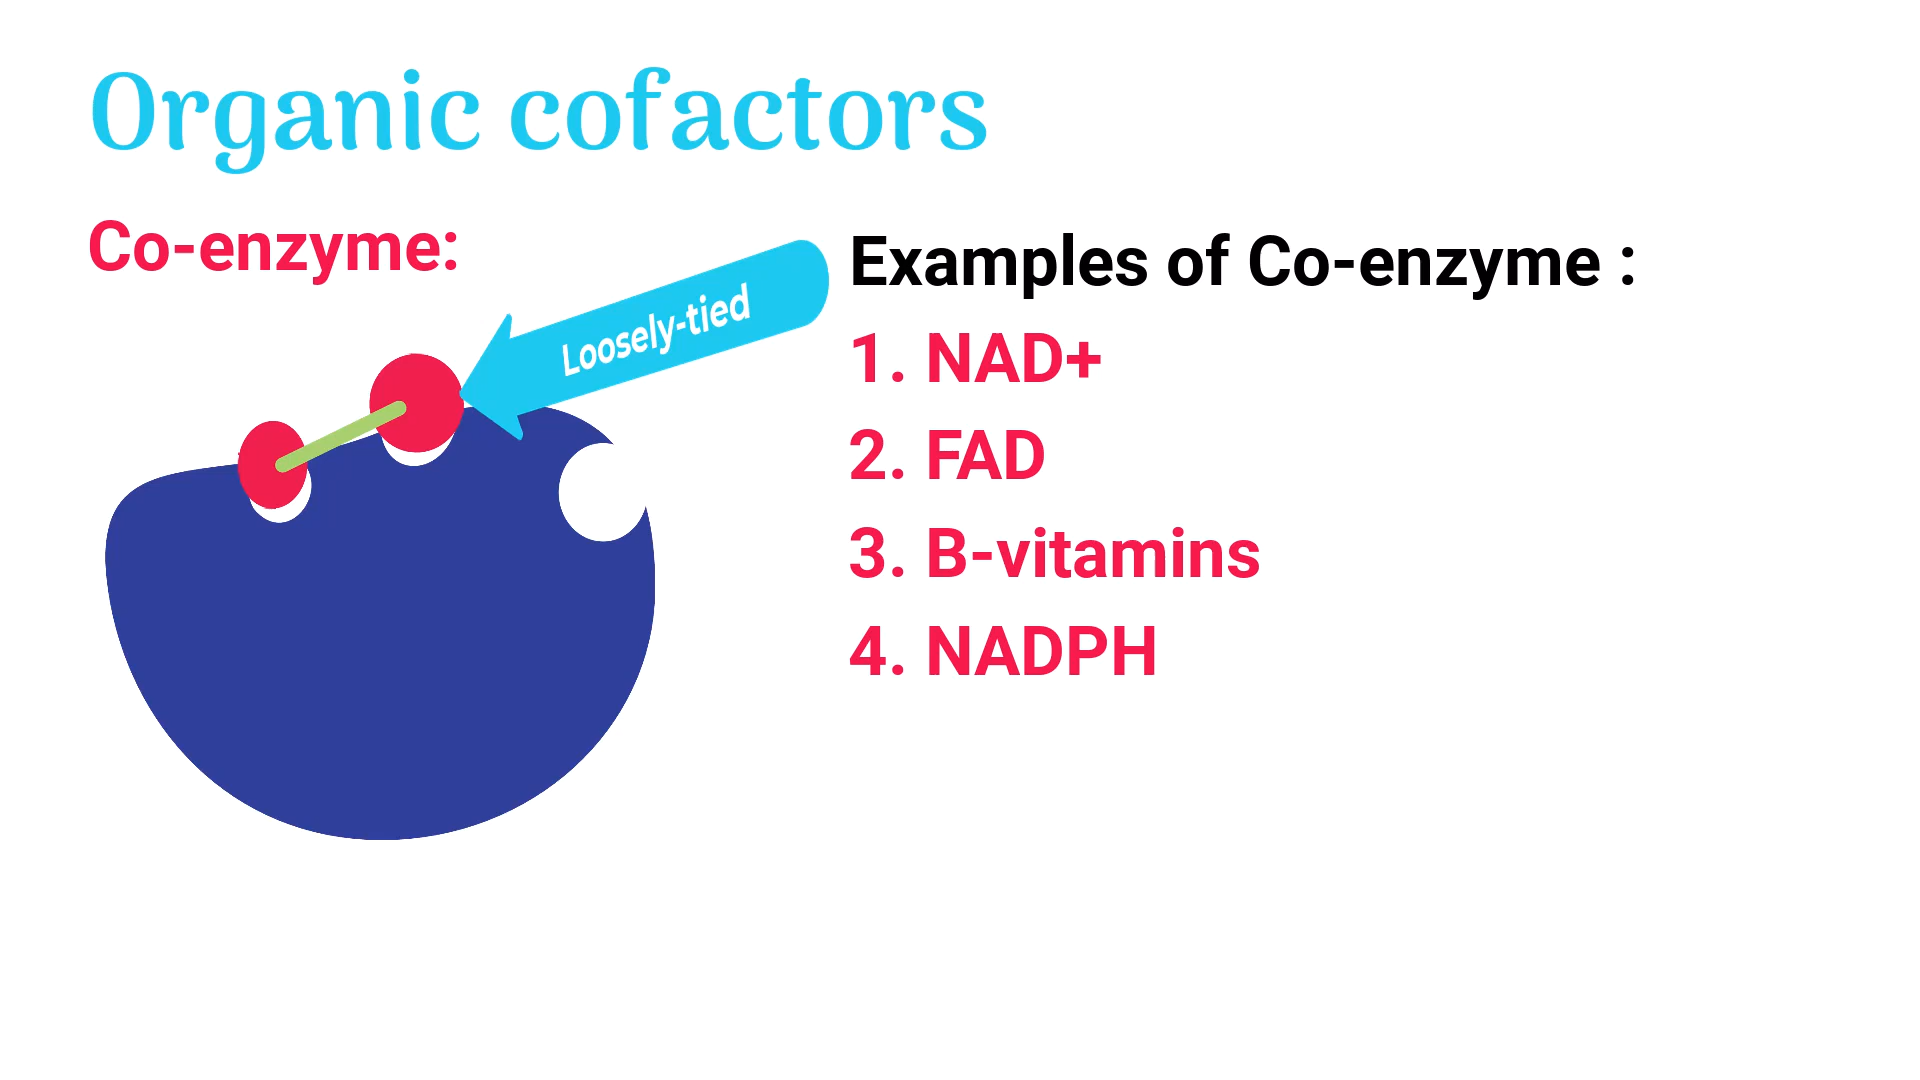 Organic cofactors
Co-enzyme:
Loosely-tied
Examples of Co-enzyme :
1. NAD+
2. FAD
3. B-vitamins
4. NADPH